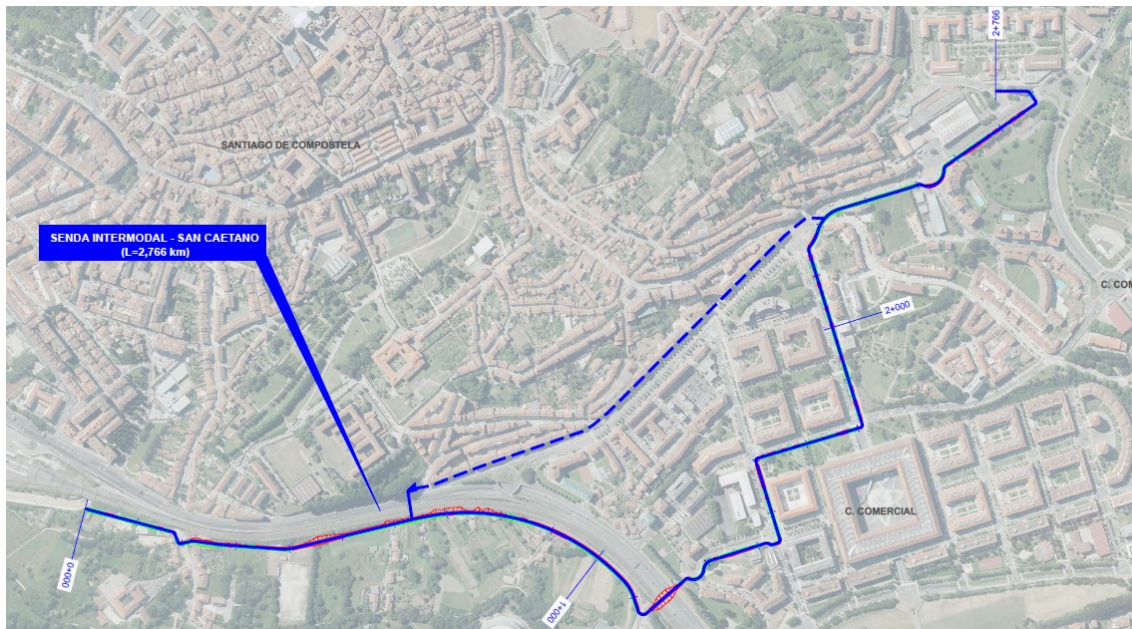 2+766
SANTIAGO DE COMPOSTELA
SENDA INTERMODAL - SAN CAETANO
(L=2,766 km)
C. COM
2+000
C. COMERCIAL
0+000
1+000